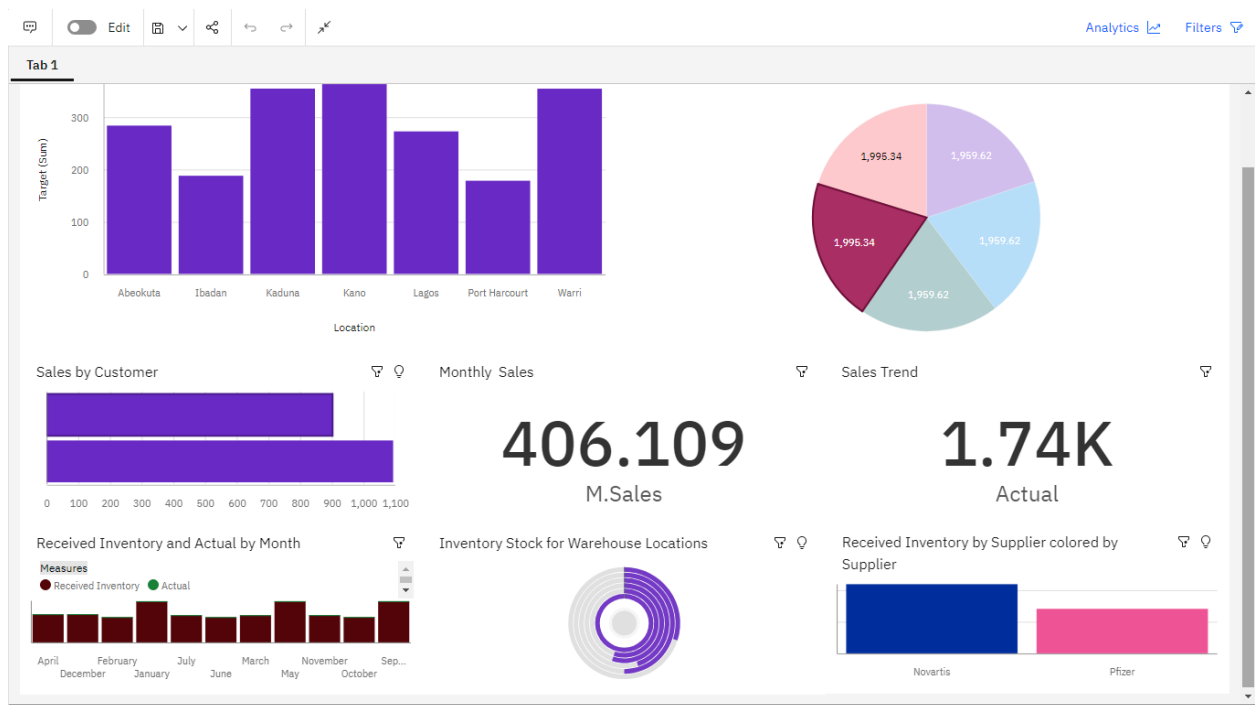 Edit
Analytics
Filters
Tab 1
300
200
100
0
Target (Sum)
Abeokuta Ibadan Kaduna Kano Lagos Port Harcourt Warri
Location
1,995.34
1,959.62
1,995.34
1,959.62
1,959.62
Sales by Customer
0 100 200 300 400 500 600 700 800 900 1,000 1,100
Monthly Sales
406.109
M.Sales
Sales Trend
1.74K
Actual
Received Inventory and Actual by Month
Measures
Received Inventory Actual
April February July March November Sep...
December January June May October
Inventory Stock for Warehouse Locations
Received Inventory by Supplier colored by
Supplier
Novartis Pfizer